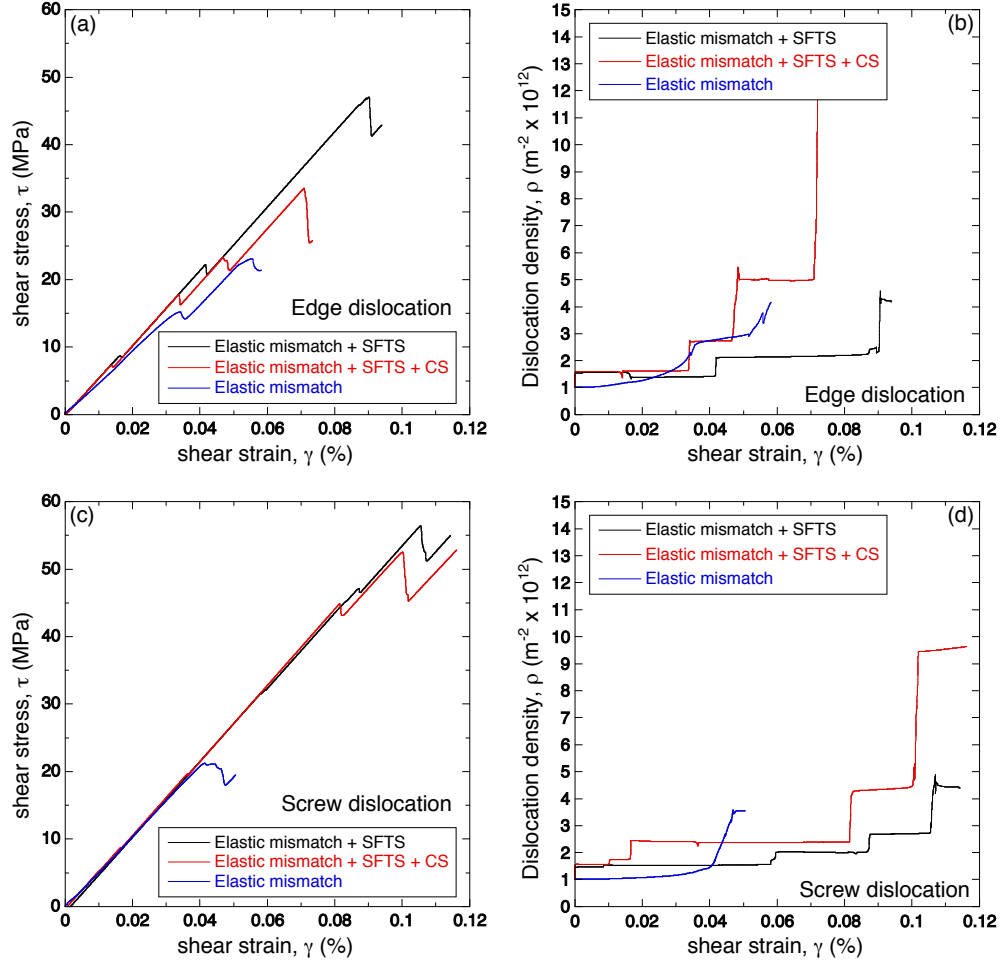 (a)
60
50
40
30
20
10
0
shear stress, τ (MPa)
Edge dislocation
Elastic mismatch + SFTS
Elastic mismatch + SFTS + CS
Elastic mismatch
0 0.02 0.04 0.06 0.08 0.1 0.12
shear strain, γ (%)
(b)
15
14
13
12
11
10
9
8
7
6
5
4
3
2
1
0
Dislocation density, ρ (m⁻² x 10¹²)
Elastic mismatch + SFTS
Elastic mismatch + SFTS + CS
Elastic mismatch
Edge dislocation
0 0.02 0.04 0.06 0.08 0.1 0.12
shear strain, γ (%)
(c)
60
50
40
30
20
10
0
shear stress, τ (MPa)
Screw dislocation
Elastic mismatch + SFTS
Elastic mismatch + SFTS + CS
Elastic mismatch
0 0.02 0.04 0.06 0.08 0.1 0.12
shear strain, γ (%)
(d)
15
14
13
12
11
10
9
8
7
6
5
4
3
2
1
0
Dislocation density, ρ (m⁻² x 10¹²)
Elastic mismatch + SFTS
Elastic mismatch + SFTS + CS
Elastic mismatch
Screw dislocation
0 0.02 0.04 0.06 0.08 0.1 0.12
shear strain, γ (%)